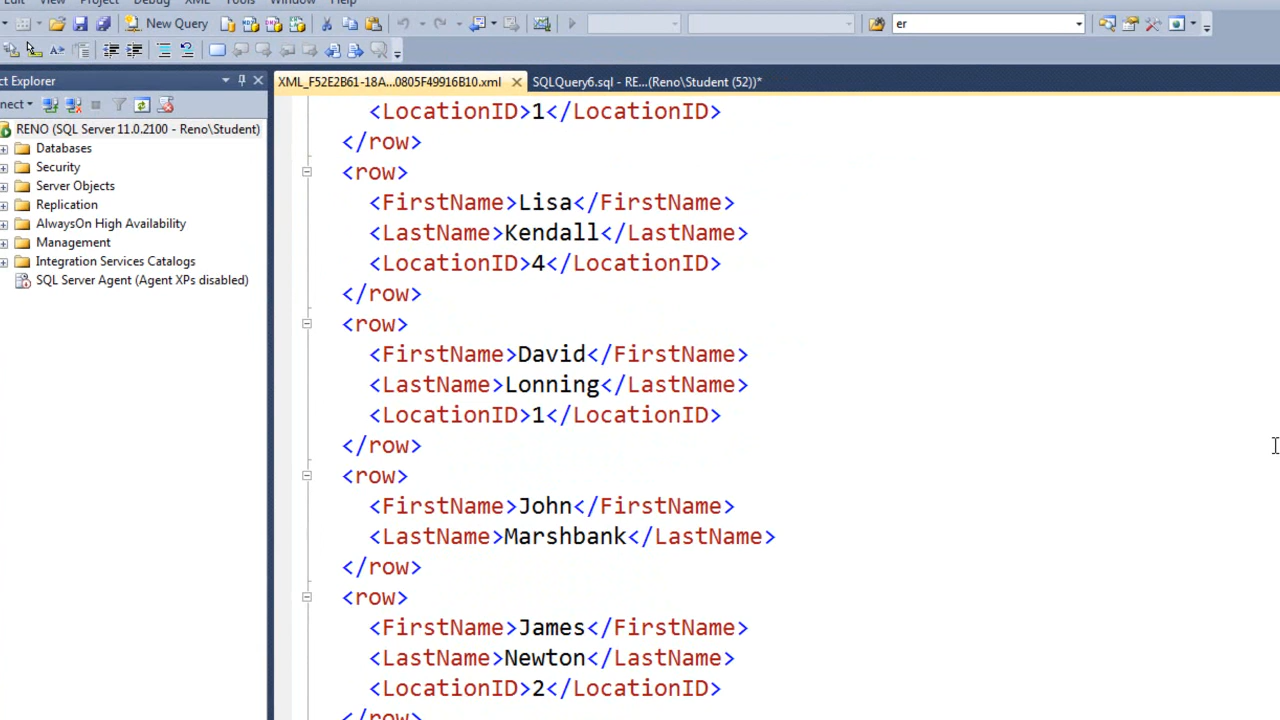 Edit View Project Debug XML Tools Window Help
New Query er
ct Explorer
XML_F52E2B61-18A...0805F49916B10.xml SQLQuery6.sql - RE...(Reno\Student (52))*
nnect
RENO (SQL Server 11.0.2100 - Reno\Student)
Databases
Security
Server Objects
Replication
AlwaysOn High Availability
Management
Integration Services Catalogs
SQL Server Agent (Agent XPs disabled)
<LocationID>1</LocationID>
</row>
<row>
<FirstName>Lisa</FirstName>
<LastName>Kendall</LastName>
<LocationID>4</LocationID>
</row>
<row>
<FirstName>David</FirstName>
<LastName>Lonning</LastName>
<LocationID>1</LocationID>
</row>
<row>
<FirstName>John</FirstName>
<LastName>Marshbank</LastName>
</row>
<row>
<FirstName>James</FirstName>
<LastName>Newton</LastName>
<LocationID>2</LocationID>
</row>